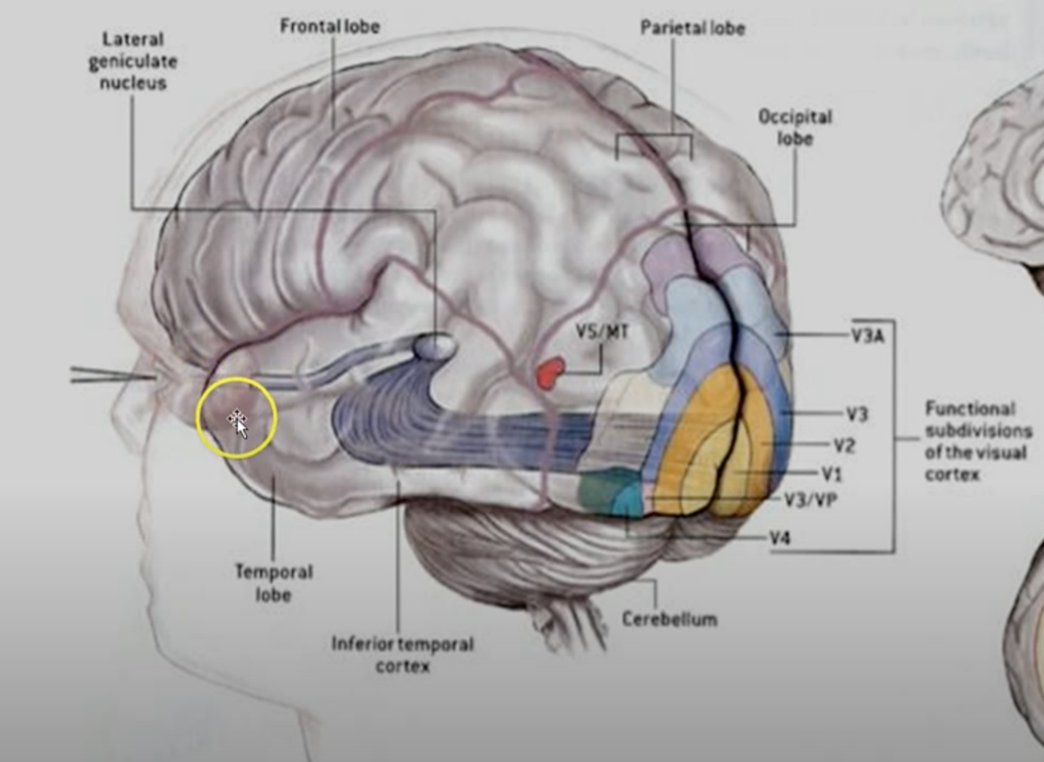 Lateral
geniculate
nucleus
Frontal lobe
Parietal lobe
Occipital
lobe
V5/MT
V3A
V3
V2
V1
V3/VP
V4
Functional
subdivisions
of the visual
cortex
Temporal
lobe
Inferior temporal
cortex
Cerebellum